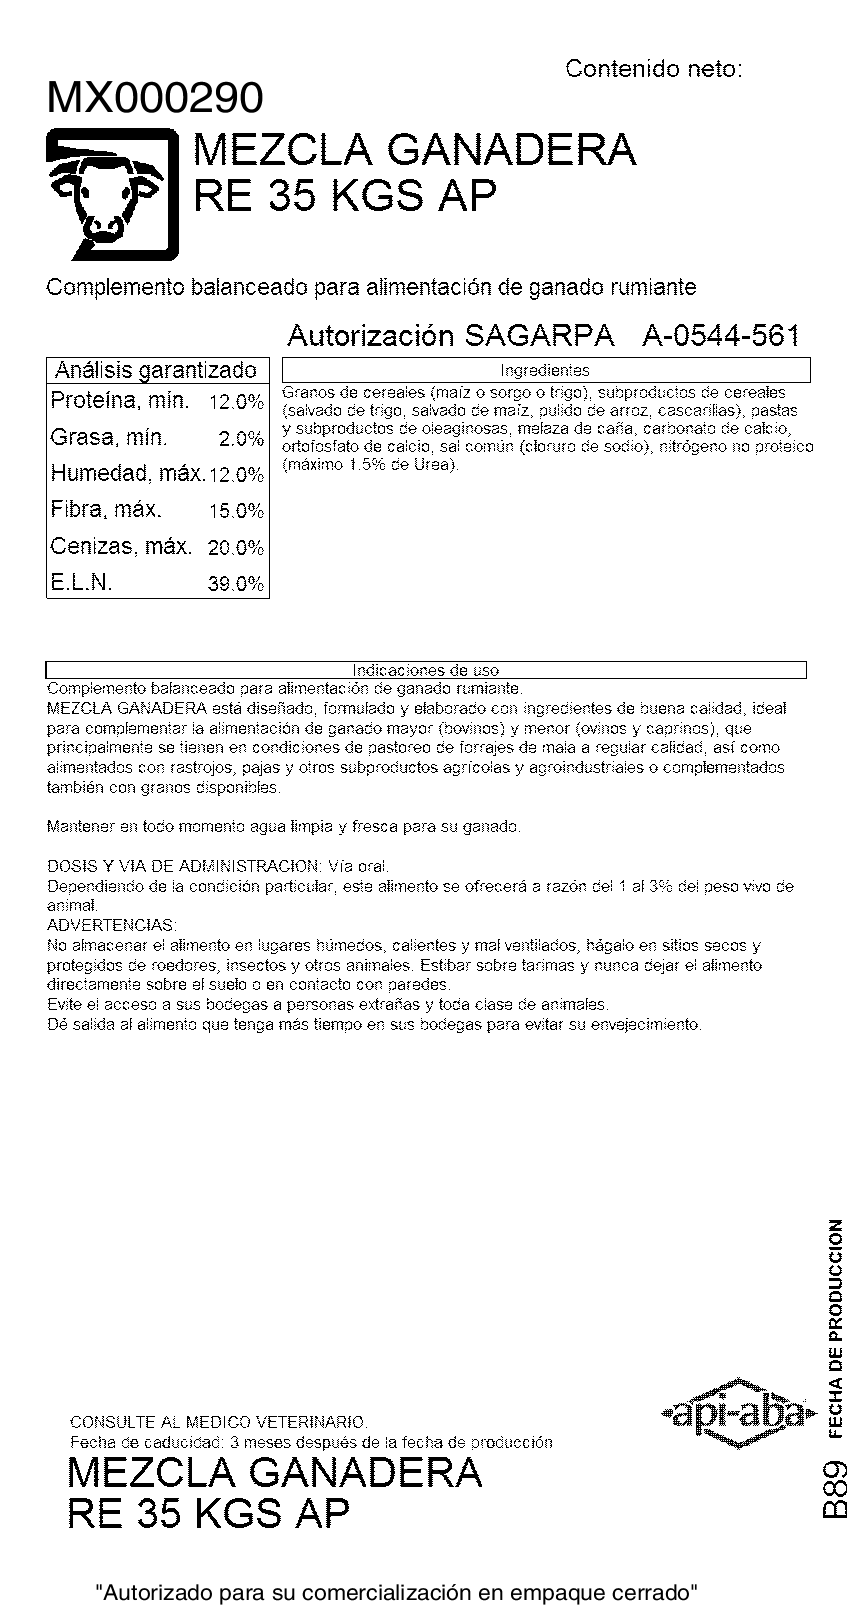 Contenido neto:
MX000290
MEZCLA GANADERA
RE 35 KGS AP
Complemento balanceado para alimentación de ganado rumiante
Autorización SAGARPA A-0544-561
Análisis garantizado
Proteína, mín. 12.0%
Grasa, mín. 2.0%
Humedad, máx. 12.0%
Fibra, máx. 15.0%
Cenizas, máx. 20.0%
E.L.N. 39.0%
Ingredientes
Granos de cereales (maíz o sorgo o trigo), subproductos de cereales
(salvado de trigo, salvado de maíz, pulido de arroz, cascarillas), pastas
y subproductos de oleaginosas, melaza de caña, carbonato de calcio,
ortofosfato de calcio, sal común (cloruro de sodio), nitrógeno no proteico
(máximo 1.5% de Urea).
Indicaciones de uso
Complemento balanceado para alimentación de ganado rumiante.
MEZCLA GANADERA está diseñado, formulado y elaborado con ingredientes de buena calidad, ideal
para complementar la alimentación de ganado mayor (bovinos) y menor (ovinos y caprinos), que
principalmente se tienen en condiciones de pastoreo de forrajes de mala a regular calidad, así como
alimentados con rastrojos, pajas y otros subproductos agrícolas y agroindustriales o complementados
también con granos disponibles.
Mantener en todo momento agua limpia y fresca para su ganado.
DOSIS Y VIA DE ADMINISTRACION: Vía oral.
Dependiendo de la condición particular, este alimento se ofrecerá a razón del 1 al 3% del peso vivo de
animal.
ADVERTENCIAS:
No almacenar el alimento en lugares húmedos, calientes y mal ventilados, hágalo en sitios secos y
protegidos de roedores, insectos y otros animales. Estibar sobre tarimas y nunca dejar el alimento
directamente sobre el suelo o en contacto con paredes.
Evite el acceso a sus bodegas a personas extrañas y toda clase de animales.
Dé salida al alimento que tenga más tiempo en sus bodegas para evitar su envejecimiento.
FECHA DE PRODUCCION
B89
api-aba
CONSULTE AL MEDICO VETERINARIO.
Fecha de caducidad: 3 meses después de la fecha de producción
MEZCLA GANADERA
RE 35 KGS AP
"Autorizado para su comercialización en empaque cerrado"